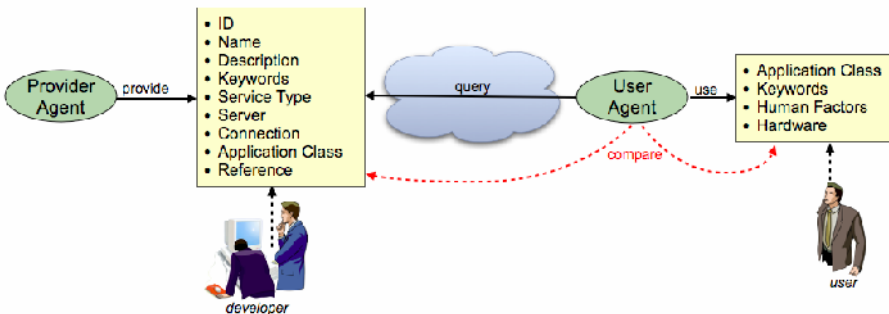 Provider
Agent
provide
• ID
• Name
• Description
• Keywords
• Service Type
• Server
• Connection
• Application Class
• Reference
developer
query
User
Agent
use
compare
• Application Class
• Keywords
• Human Factors
• Hardware
user